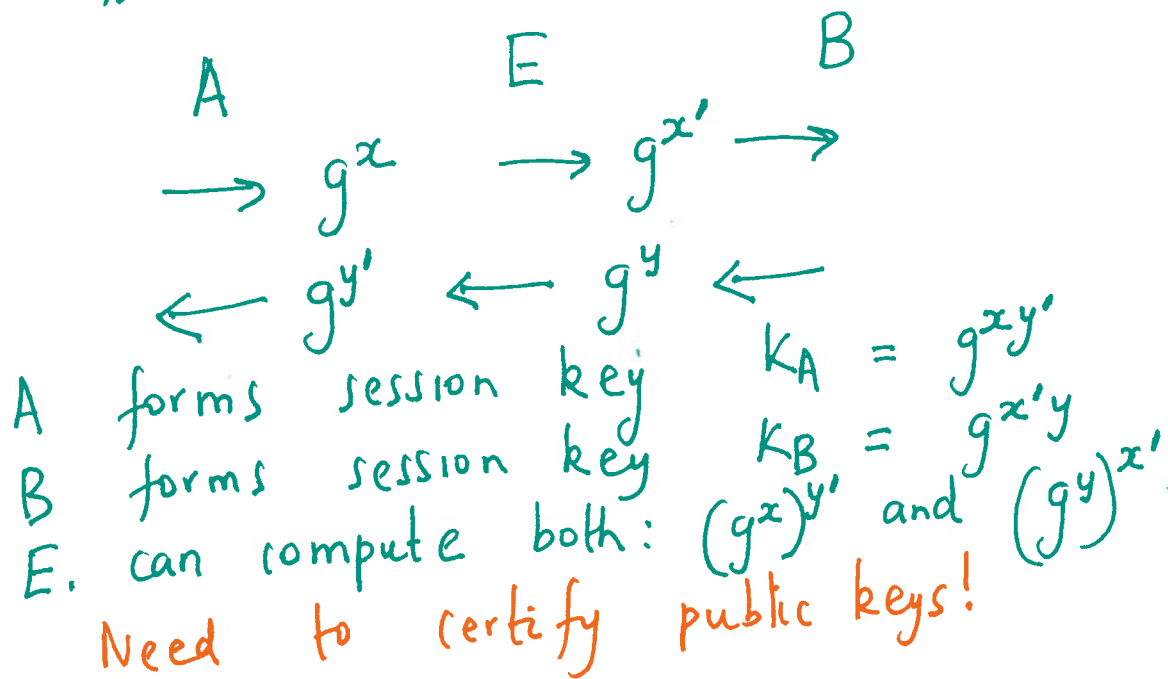 A E B
→ g^x → g^x' →
← g^y' ← g^y ←
A forms session key K_A = g^xy'
B forms session key K_B = g^x'y
E. can compute both: (g^x)^y' and (g^y)^x'
Need to certify public keys!